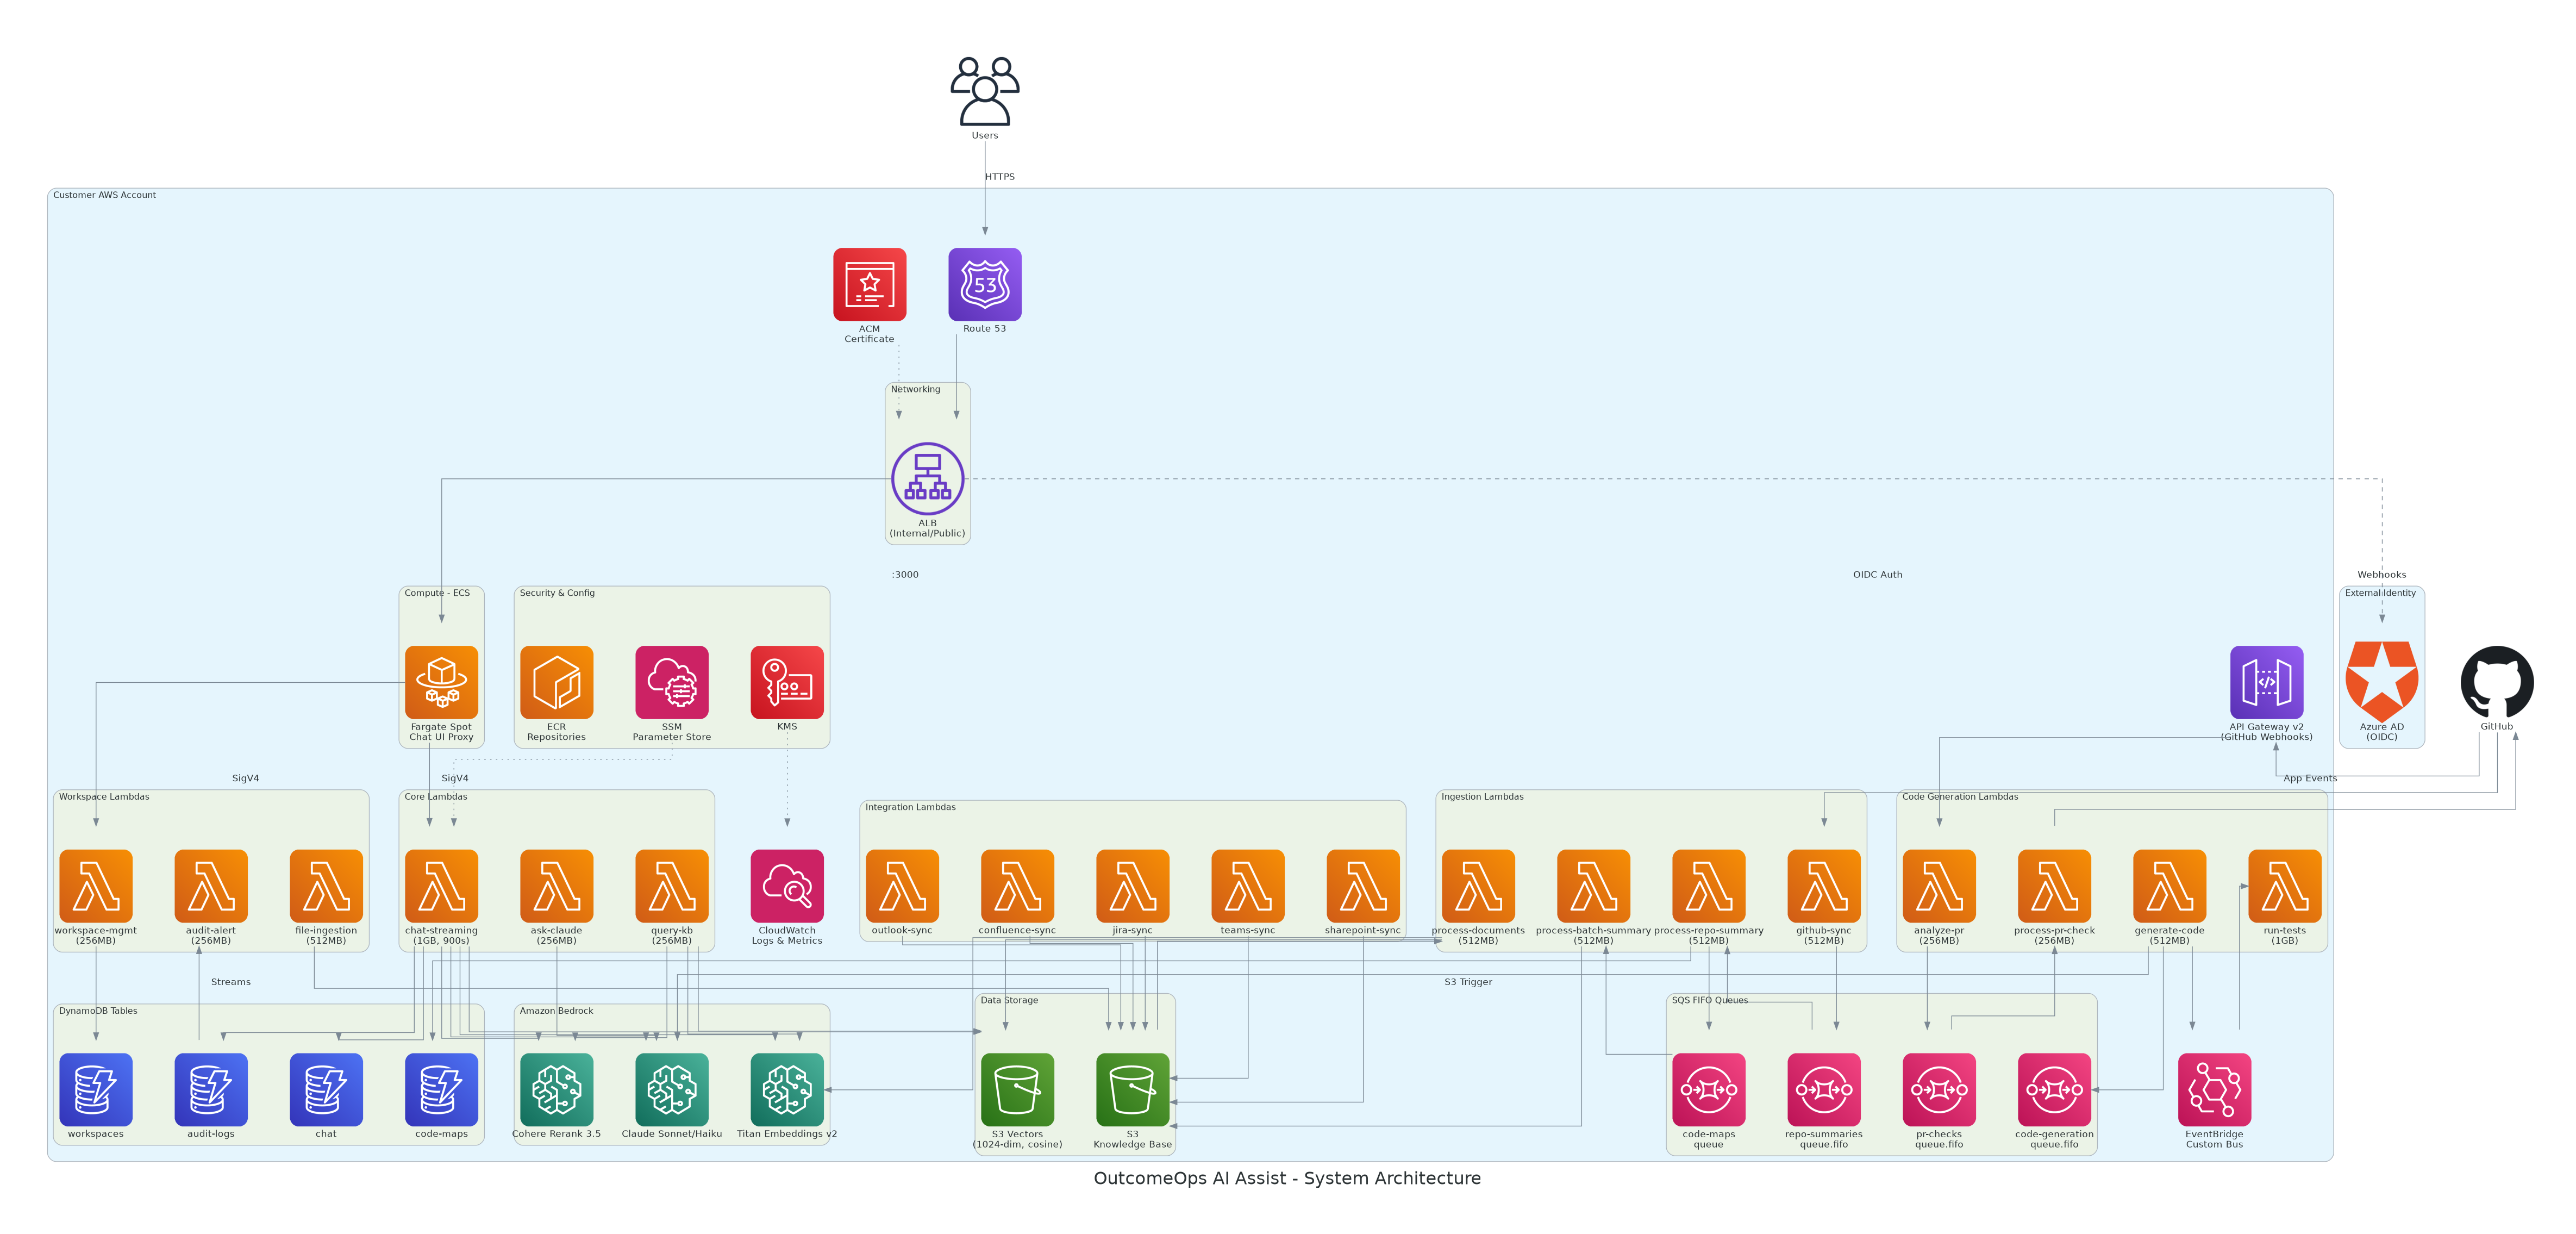 Users
HTTPS
Customer AWS Account
53
ACM
Certificate
Route 53
Networking
ALB
(Internal/Public)
:3000
OIDC Auth
Webhooks
Compute - ECS
Security & Config
External Identity
Fargate Spot
Chat UI Proxy
ECR
Repositories
SSM
Parameter Store
KMS
API Gateway v2
(GitHub Webhooks)
Azure AD
(OIDC)
GitHub
SigV4
SigV4
App Events
Workspace Lambdas
Core Lambdas
Integration Lambdas
Ingestion Lambdas
Code Generation Lambdas
workspace-mgmt
(256MB)
audit-alert
(256MB)
file-ingestion
(512MB)
chat-streaming
(1GB, 900s)
ask-claude
(256MB)
query-kb
(256MB)
CloudWatch
Logs & Metrics
outlook-sync
confluence-sync
jira-sync
teams-sync
sharepoint-sync
process-documents
(512MB)
process-batch-summary
(512MB)
process-repo-summary
(512MB)
github-sync
(512MB)
analyze-pr
(256MB)
process-pr-check
(256MB)
generate-code
(512MB)
run-tests
(1GB)
Streams
S3 Trigger
DynamoDB Tables
Amazon Bedrock
Data Storage
SQS FIFO Queues
workspaces
audit-logs
chat
code-maps
Cohere Rerank 3.5
Claude Sonnet/Haiku
Titan Embeddings v2
S3 Vectors
(1024-dim, cosine)
S3
Knowledge Base
code-maps
queue
repo-summaries
queue.fifo
pr-checks
queue.fifo
code-generation
queue.fifo
EventBridge
Custom Bus
OutcomeOps AI Assist - System Architecture